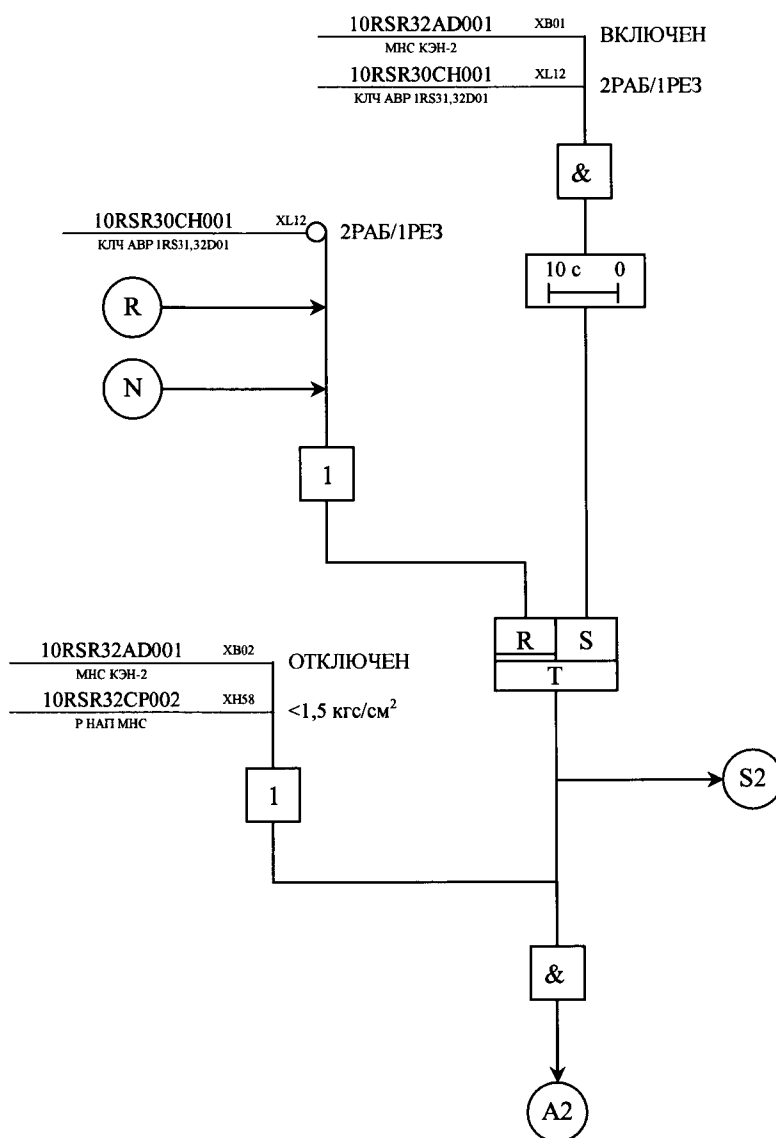 10RSR32AD001 XB01 ВКЛЮЧЕН
МНС КЭН-2
10RSR30CH001 XL12 2РАБ/1РЕЗ
КЛЧ АВР 1RS31,32D01
&
10RSR30CH001 XL12 2РАБ/1РЕЗ
КЛЧ АВР 1RS31,32D01
10 с 0
R
N
1
R S
T
10RSR32AD001 XB02 ОТКЛЮЧЕН
МНС КЭН-2
10RSR32CP002 XH58 <1,5 кгс/см²
Р НАП МНС
S2
1
&
A2